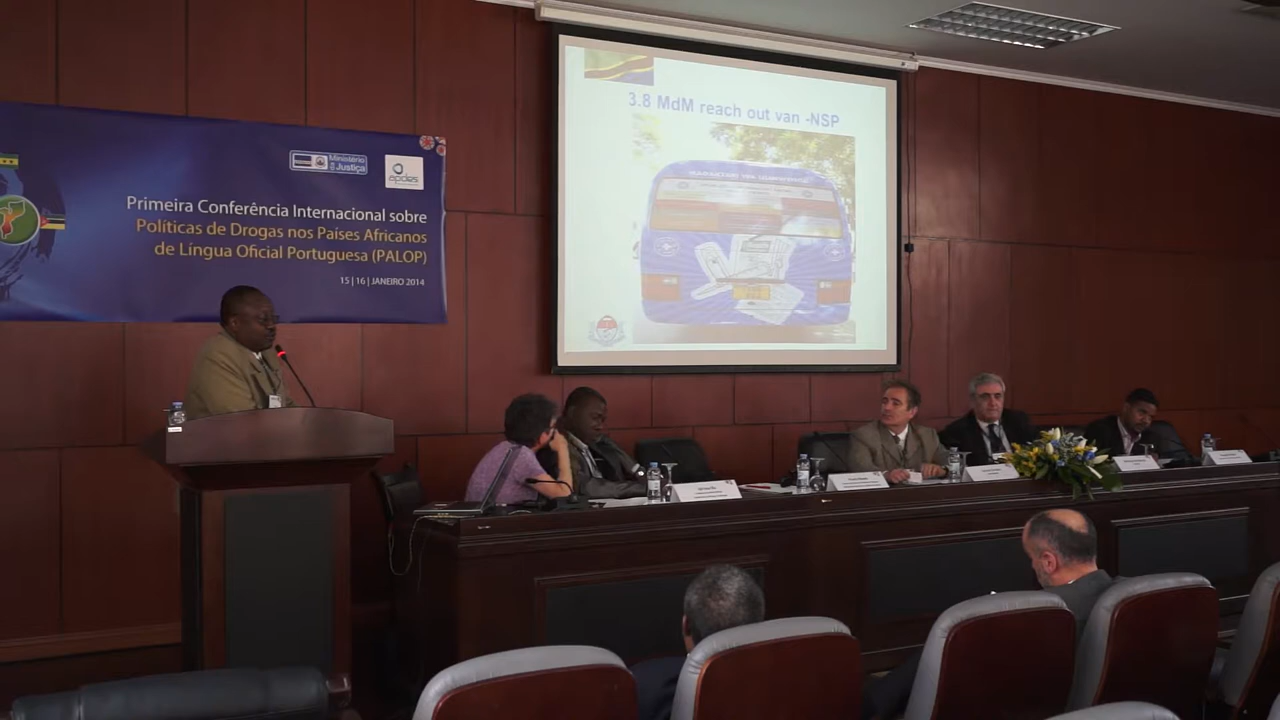 Ministério
da Justiça
apdes
Primeira Conferência Internacional sobre
Políticas de Drogas nos Países Africanos
de Língua Oficial Portuguesa (PALOP)
15 | 16 | JANEIRO 2014
3.8 MdM reach out van -NSP